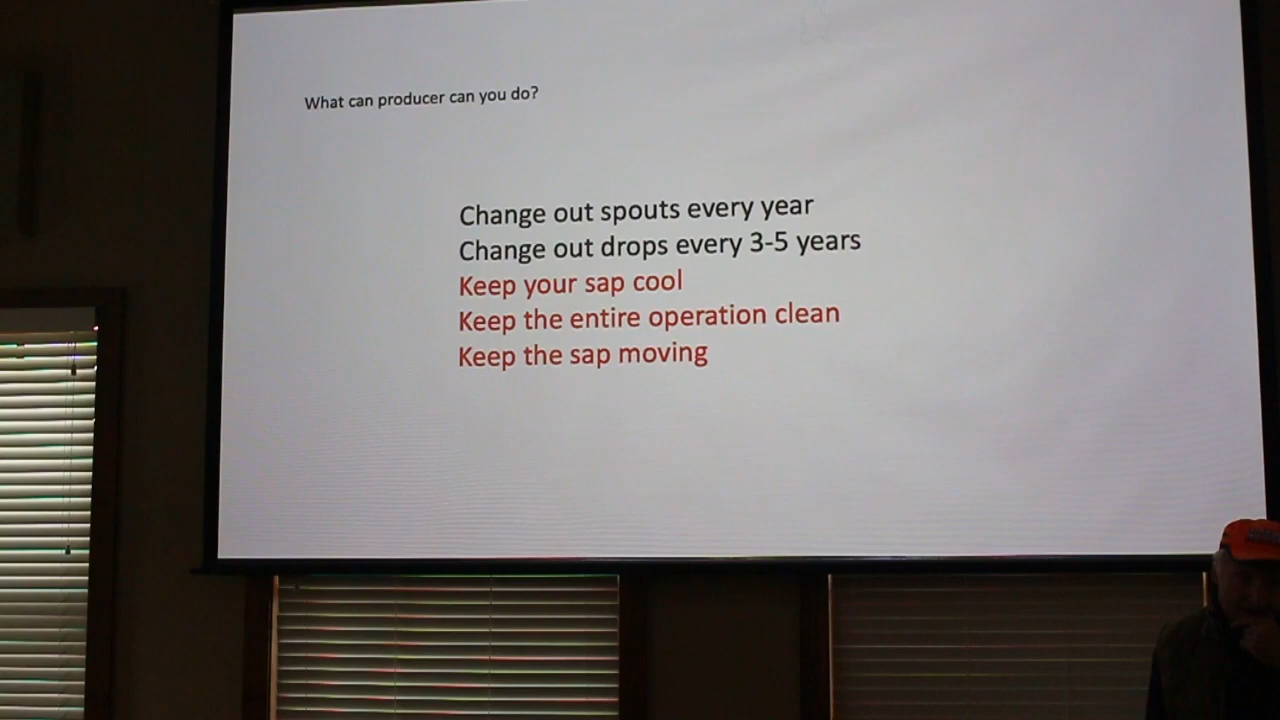 What can producer can you do?
Change out spouts every year
Change out drops every 3-5 years
Keep your sap cool
Keep the entire operation clean
Keep the sap moving